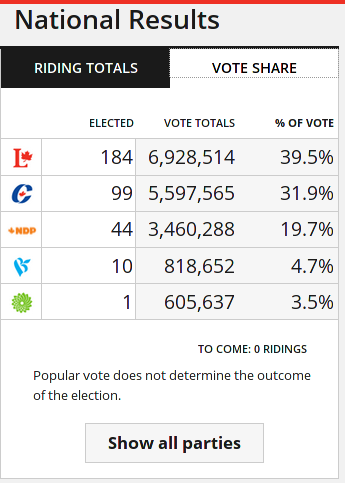 National Results
RIDING TOTALS VOTE SHARE
ELECTED VOTE TOTALS % OF VOTE
L 184 6,928,514 39.5%
C 99 5,597,565 31.9%
NDP 44 3,460,288 19.7%
10 818,652 4.7%
1 605,637 3.5%
TO COME: 0 RIDINGS
Popular vote does not determine the outcome
of the election.
Show all parties